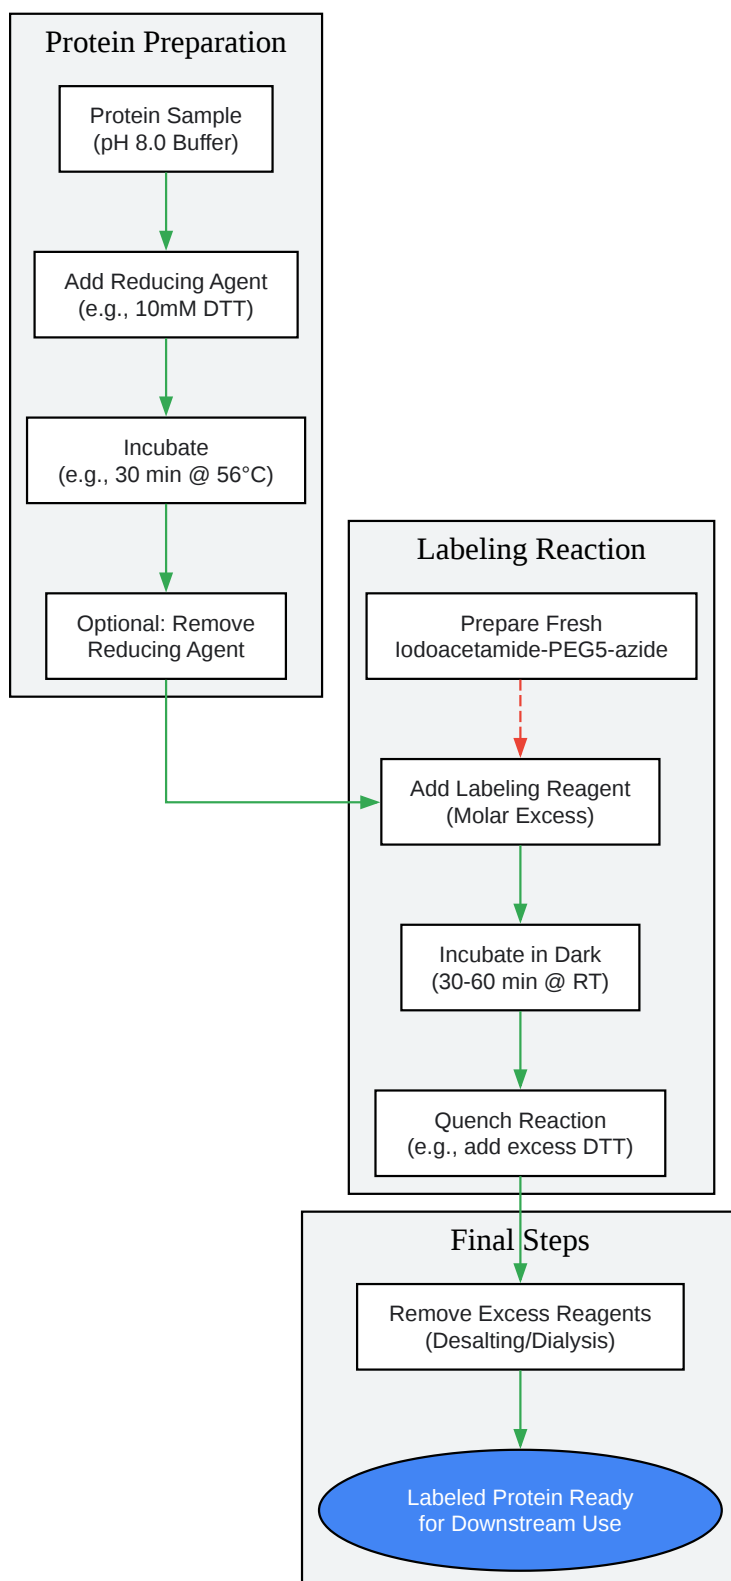 Protein Preparation
Protein Sample
(pH 8.0 Buffer)
Add Reducing Agent
(e.g., 10mM DTT)
Incubate
(e.g., 30 min @ 56°C)
Optional: Remove
Reducing Agent
Labeling Reaction
Prepare Fresh
Iodoacetamide-PEG5-azide
Add Labeling Reagent
(Molar Excess)
Incubate in Dark
(30-60 min @ RT)
Quench Reaction
(e.g., add excess DTT)
Final Steps
Remove Excess Reagents
(Desalting/Dialysis)
Labeled Protein Ready
for Downstream Use